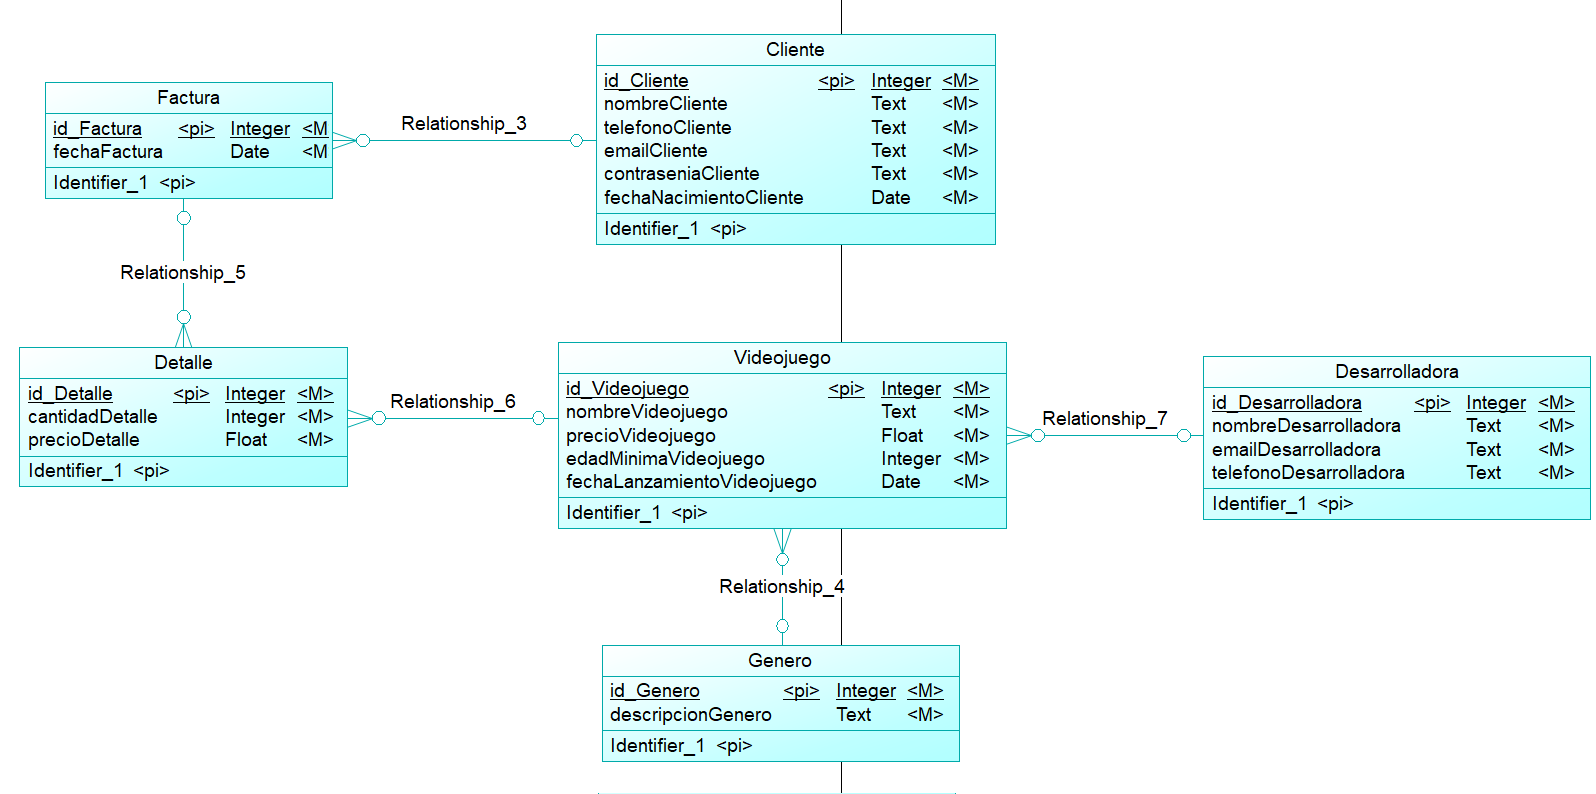 Cliente
id_Cliente <pi> Integer <M>
nombreCliente Text <M>
telefonoCliente Text <M>
emailCliente Text <M>
contraseniaCliente Text <M>
fechaNacimientoCliente Date <M>
Identifier_1 <pi>
Factura
id_Factura <pi> Integer <M
fechaFactura Date <M
Identifier_1 <pi>
Relationship_3
Relationship_5
Detalle
id_Detalle <pi> Integer <M>
cantidadDetalle Integer <M>
precioDetalle Float <M>
Identifier_1 <pi>
Relationship_6
Videojuego
id_Videojuego <pi> Integer <M>
nombreVideojuego Text <M>
precioVideojuego Float <M>
edadMinimaVideojuego Integer <M>
fechaLanzamientoVideojuego Date <M>
Identifier_1 <pi>
Relationship_7
Desarrolladora
id_Desarrolladora <pi> Integer <M>
nombreDesarrolladora Text <M>
emailDesarrolladora Text <M>
telefonoDesarrolladora Text <M>
Identifier_1 <pi>
Relationship_4
Genero
id_Genero <pi> Integer <M>
descripcionGenero Text <M>
Identifier_1 <pi>